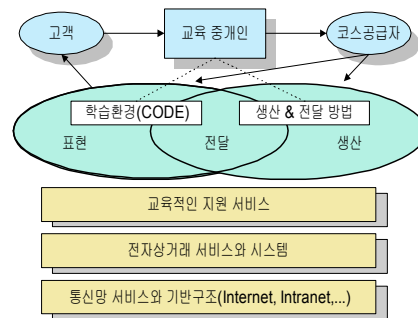 고객
교육 중개인
코스공급자
학습환경(CODE)
생산 & 전달 방법
표현
전달
생산
교육적인 지원 서비스
전자상거래 서비스와 시스템
통신망 서비스와 기반구조(Internet, Intranet,...)